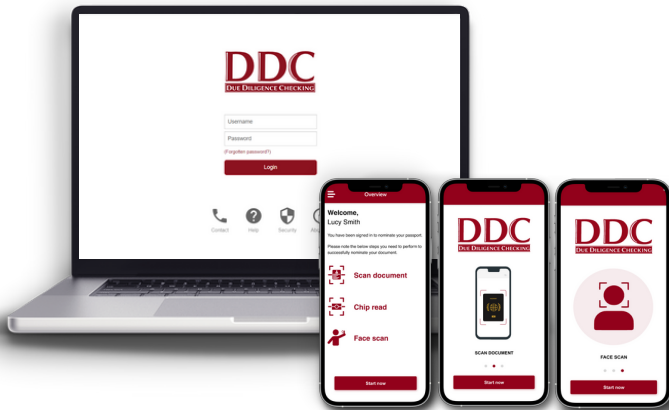 DDC
DUE DILIGENCE CHECKING
Username
Password
(Forgotten password?)
Login
Contact
Help
Security
Overview
Welcome,
Lucy Smith
You have been signed in to nominate your passport
Please note the below steps you need to perform to
successfully nominate your document.
Scan document
Chip read
Face scan
Start now
DDC
DUE DILIGENCE CHECKING
SCAN DOCUMENT
Start now
DDC
DUE DILIGENCE CHECKING
FACE SCAN
Start now